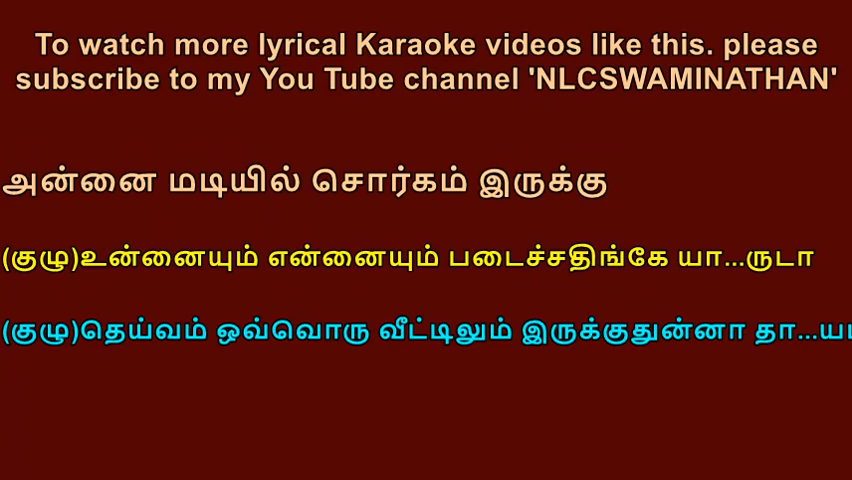 To watch more lyrical Karaoke videos like this. please
subscribe to my You Tube channel 'NLCSWAMINATHAN'
அன்னை மடியில் சொர்கம் இருக்கு
(குழு)உன்னையும் என்னையும் படைச்சதிங்கே யா...ருடா
(குழு)தெய்வம் ஒவ்வொரு வீட்டிலும் இருக்குதுன்னா